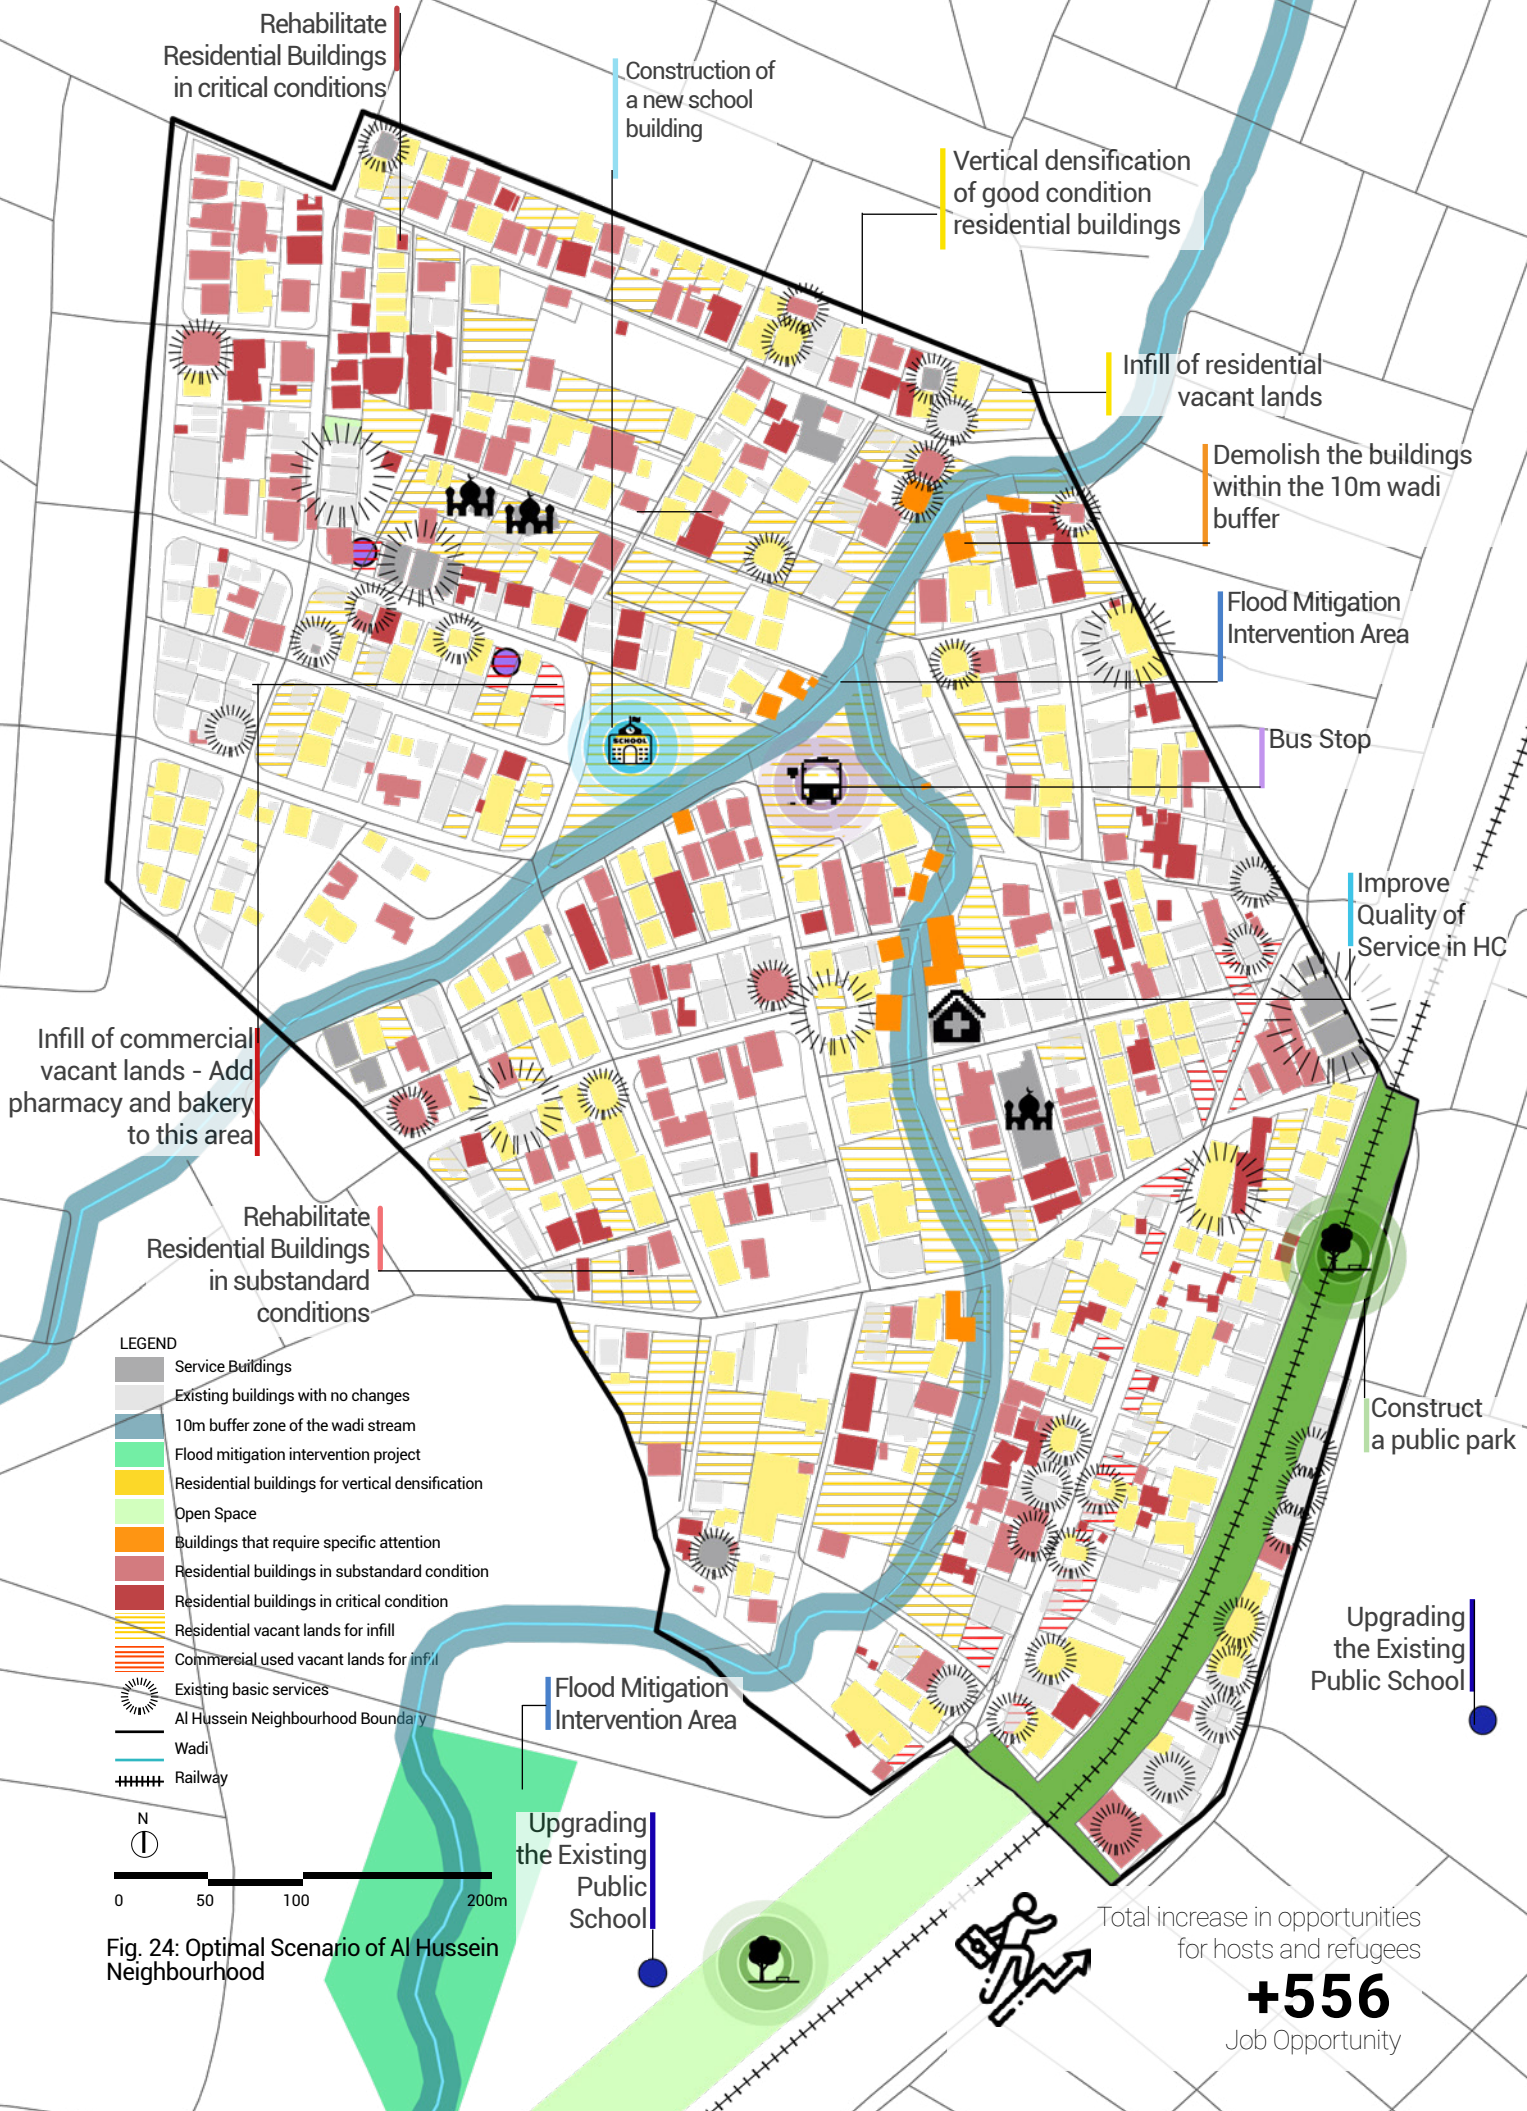 Rehabilitate
Residential Buildings
in critical conditions
Construction of
a new school
building
Vertical densification
of good condition
residential buildings
Infill of residential
vacant lands
Demolish the buildings
within the 10m wadi
buffer
Flood Mitigation
Intervention Area
SCHOOL
Bus Stop
Improve
Quality of
Service in HC
Infill of commercial
vacant lands - Add
pharmacy and bakery
to this area
Rehabilitate
Residential Buildings
in substandard
conditions
LEGEND
Service Buildings
Existing buildings with no changes
10m buffer zone of the wadi stream
Flood mitigation intervention project
Residential buildings for vertical densification
Open Space
Buildings that require specific attention
Residential buildings in substandard condition
Residential buildings in critical condition
Residential vacant lands for infill
Commercial used vacant lands for infill
Existing basic services
Al Hussein Neighbourhood Boundary
Wadi
Railway
N
0 50 100 200m
Fig. 24: Optimal Scenario of Al Hussein
Neighbourhood
Construct
a public park
Upgrading
the Existing
Public School
Flood Mitigation
Intervention Area
Upgrading
the Existing
Public
School
Total increase in opportunities
for hosts and refugees
+556
Job Opportunity